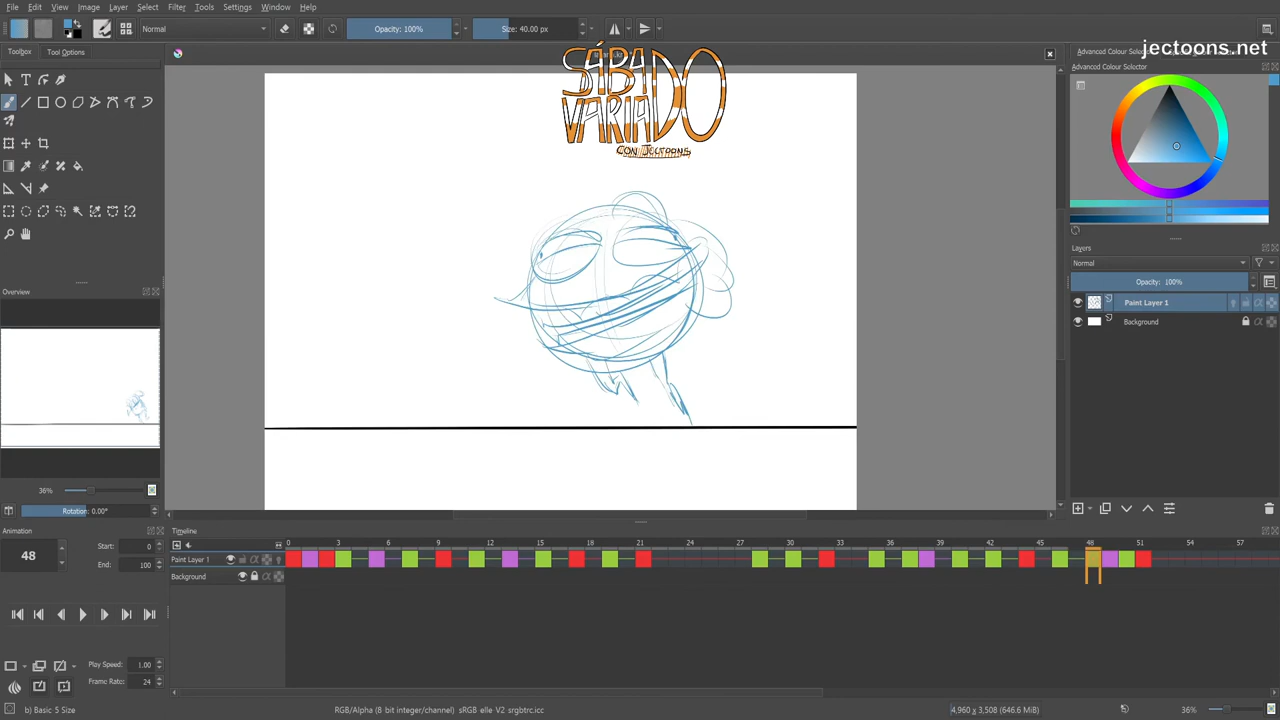 File Edit View Image Layer Select Filter Tools Settings Window Help
Normal Opacity: 100% Size: 40.00 px
jectoons.net
Toolbox Tool Options
SÁBA
VARIADO
CON JECTOONS
Advanced Colour Selector
Layers
Normal
Opacity: 100%
Paint Layer 1
Background
Overview
36%
Rotation: 0.00°
Animation
48
Start: 0
End: 100
Play Speed: 1.00
Frame Rate: 24
Timeline
0 3 6 9 12 15 18 21 24 27 30 33 36 39 42 45 48 51 54 57
Paint Layer 1
Background
b) Basic 5 Size
RGB/Alpha (8 bit integer/channel) sRGB elle V2 srgbtrc.icc
4,960 x 3,508 (646.6 MiB)
36%